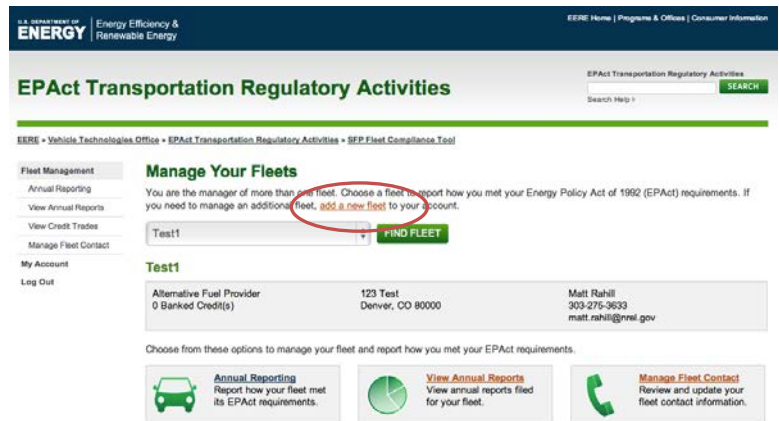 U.S. DEPARTMENT OF
ENERGY
Energy Efficiency &
Renewable Energy
EERE Home | Programs & Offices | Consumer Information
EPAct Transportation Regulatory Activities
EPAct Transportation Regulatory Activities
SEARCH
Search Help
EERE » Vehicle Technologies Office » EPAct Transportation Regulatory Activities » SFP Fleet Compliance Tool
Fleet Management
Annual Reporting
View Annual Reports
View Credit Trades
Manage Fleet Contact
My Account
Log Out
Manage Your Fleets
You are the manager of more than one fleet. Choose a fleet to report how you met your Energy Policy Act of 1992 (EPAct) requirements. If
you need to manage an additional fleet, add a new fleet to your account.
Test1
FIND FLEET
Test1
Alternative Fuel Provider
0 Banked Credit(s)
123 Test
Denver, CO 80000
Matt Rahill
303-275-3633
matt.rahill@nrel.gov
Choose from these options to manage your fleet and report how you met your EPAct requirements.
Annual Reporting
Report how your fleet met
its EPAct requirements.
View Annual Reports
View annual reports filed
for your fleet.
Manage Fleet Contact
Review and update your
fleet contact information.